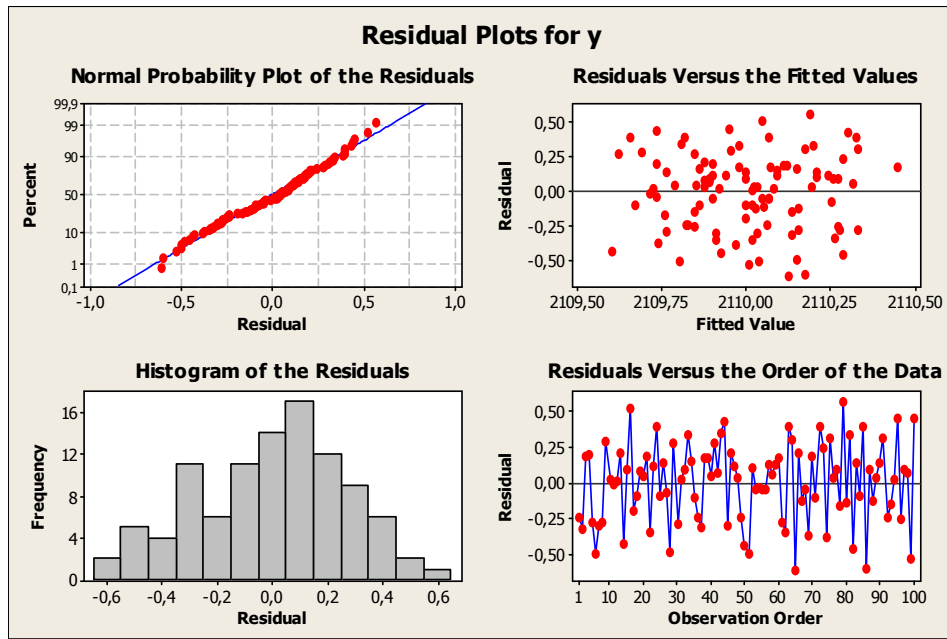 Residual Plots for y
Normal Probability Plot of the Residuals
99,9
99
90
50
10
1
0,1
Percent
-1,0 -0,5 0,0 0,5 1,0
Residual
Residuals Versus the Fitted Values
0,50
0,25
0,00
-0,25
-0,50
Residual
2109,50 2109,75 2110,00 2110,25 2110,50
Fitted Value
Histogram of the Residuals
16
12
8
4
0
Frequency
-0,6 -0,4 -0,2 0,0 0,2 0,4 0,6
Residual
Residuals Versus the Order of the Data
0,50
0,25
0,00
-0,25
-0,50
Residual
1 10 20 30 40 50 60 70 80 90 100
Observation Order